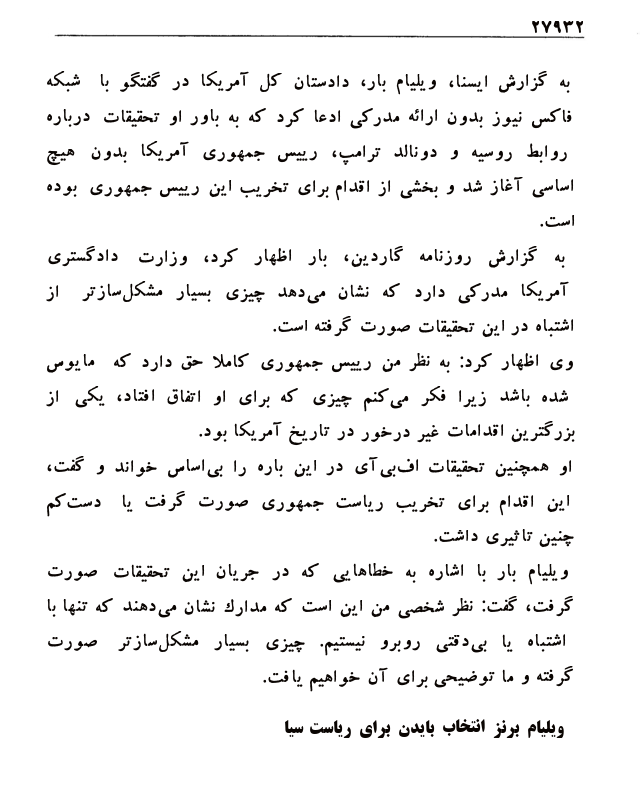 ۲۷۹۳۲
به گزارش ایسنا، ویلیام بار، دادستان کل آمریکا در گفتگو با شبکه
فاکس نیوز بدون ارائه مدرکی ادعا کرد که به باور او تحقیقات درباره
روابط روسیه و دونالد ترامپ، رییس جمهوری آمریکا بدون هیچ
اساسی آغاز شد و بخشی از اقدام برای تخریب این رییس جمهوری بوده
است.
به گزارش روزنامه گاردین، بار اظهار کرد، وزارت دادگستری
آمریکا مدرکی دارد که نشان می‌دهد چیزی بسیار مشکل‌سازتر از
اشتباه در این تحقیقات صورت گرفته است.
وی اظهار کرد: به نظر من رییس جمهوری کاملا حق دارد که مایوس
شده باشد زیرا فکر می‌کنم چیزی که برای او اتفاق افتاد، یکی از
بزرگترین اقدامات غیر درخور در تاریخ آمریکا بود.
او همچنین تحقیقات اف‌بی‌آی در این باره را بی‌اساس خواند و گفت،
این اقدام برای تخریب ریاست جمهوری صورت گرفت یا دست‌کم
چنین تاثیری داشت.
ویلیام بار با اشاره به خطاهایی که در جریان این تحقیقات صورت
گرفت، گفت: نظر شخصی من این است که مدارك نشان می‌دهند که تنها با
اشتباه یا بی‌دقتی روبرو نیستیم. چیزی بسیار مشکل‌سازتر صورت
گرفته و ما توضیحی برای آن خواهیم یافت.
ویلیام برنز انتخاب بایدن برای ریاست سیا